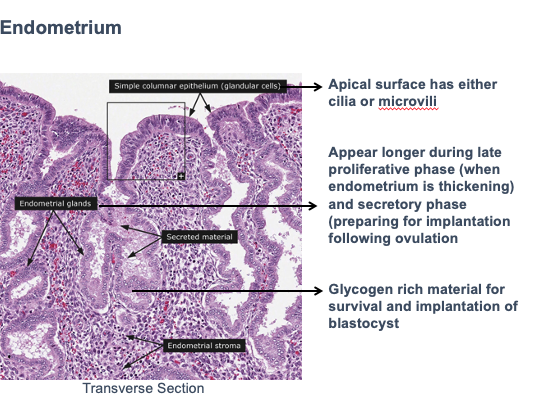 Endometrium
Simple columnar epithelium (glandular cells)
Apical surface has either
cilia or microvili
Appear longer during late
proliferative phase (when
endometrium is thickening)
and secretory phase
(preparing for implantation
following ovulation
Endometrial glands
Secreted material
Glycogen rich material for
survival and implantation of
blastocyst
Endometrial stroma
Transverse Section